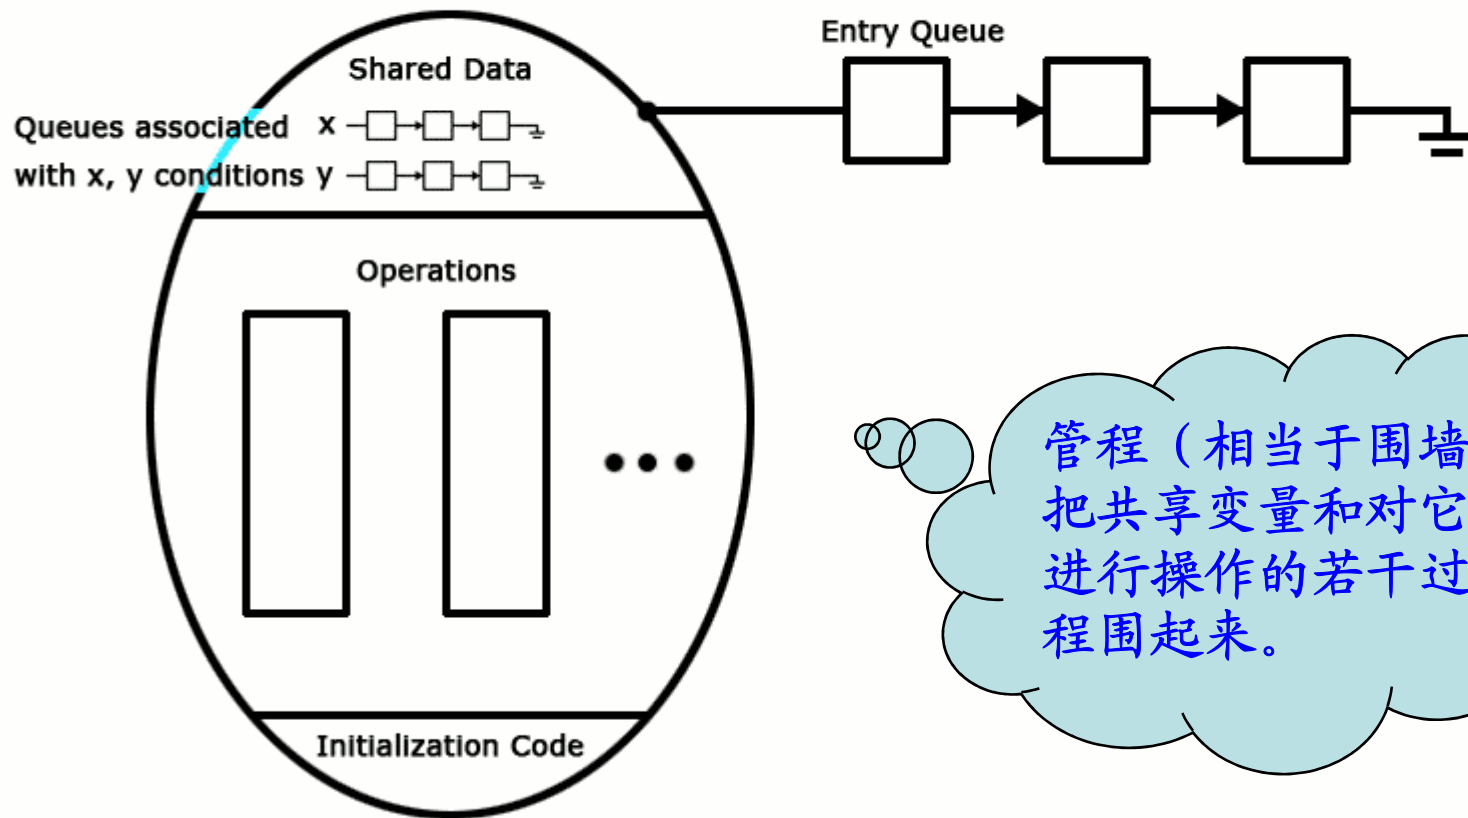 Entry Queue
Shared Data
Queues associated x
with x, y conditions y
Operations
管程（相当于围墙
把共享变量和对它
进行操作的若干过
程围起来。
Initialization Code